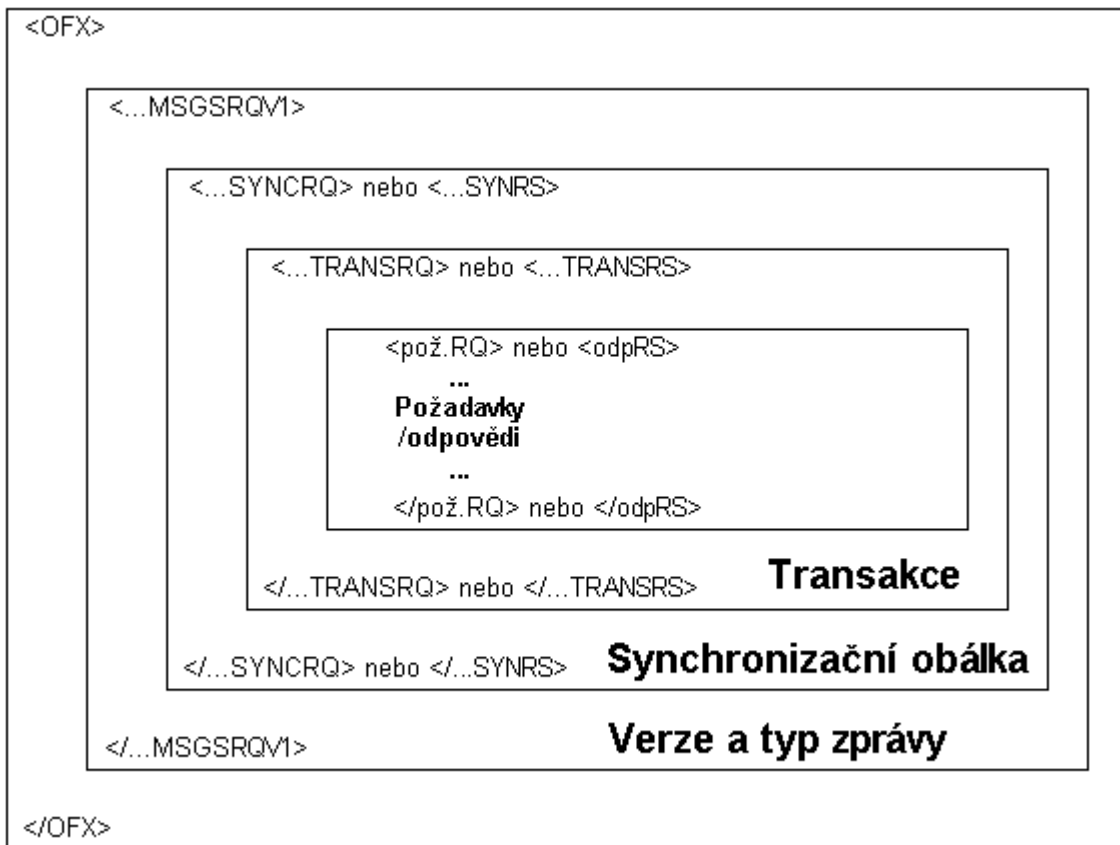 <OFX>
<...MSGSRQV1>
<...SYNCRQ> nebo <...SYNRS>
<...TRANSRQ> nebo <...TRANSRS>
<pož.RQ> nebo <odpRS>
...
Požadavky
/odpovědi
...
</pož.RQ> nebo </odpRS>
Transakce
</...TRANSRQ> nebo </...TRANSRS>
Synchronizační obálka
</...SYNCRQ> nebo </...SYNRS>
Verze a typ zprávy
</...MSGSRQV1>
</OFX>